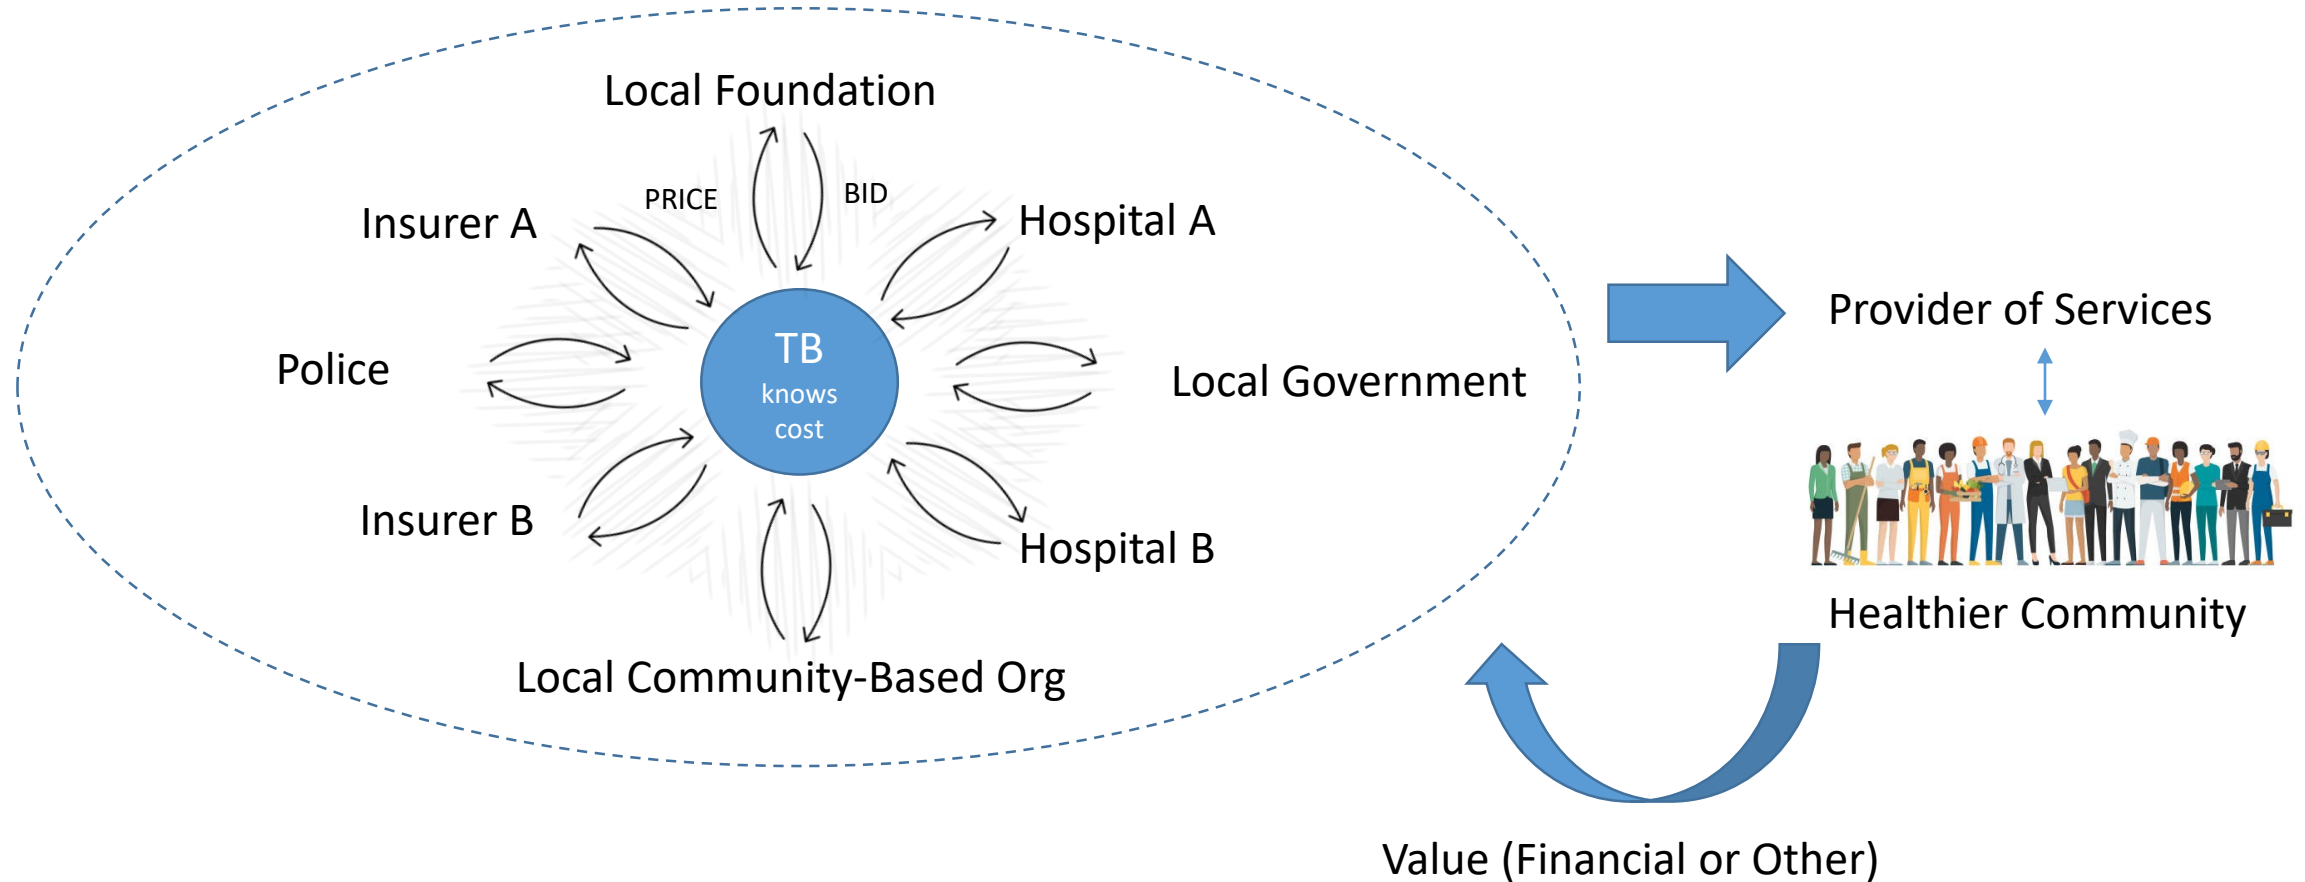 Local Foundation
PRICE
BID
Insurer A
Hospital A
Police
TB
knows
cost
Local Government
Insurer B
Hospital B
Local Community-Based Org
Provider of Services
Healthier Community
Value (Financial or Other)